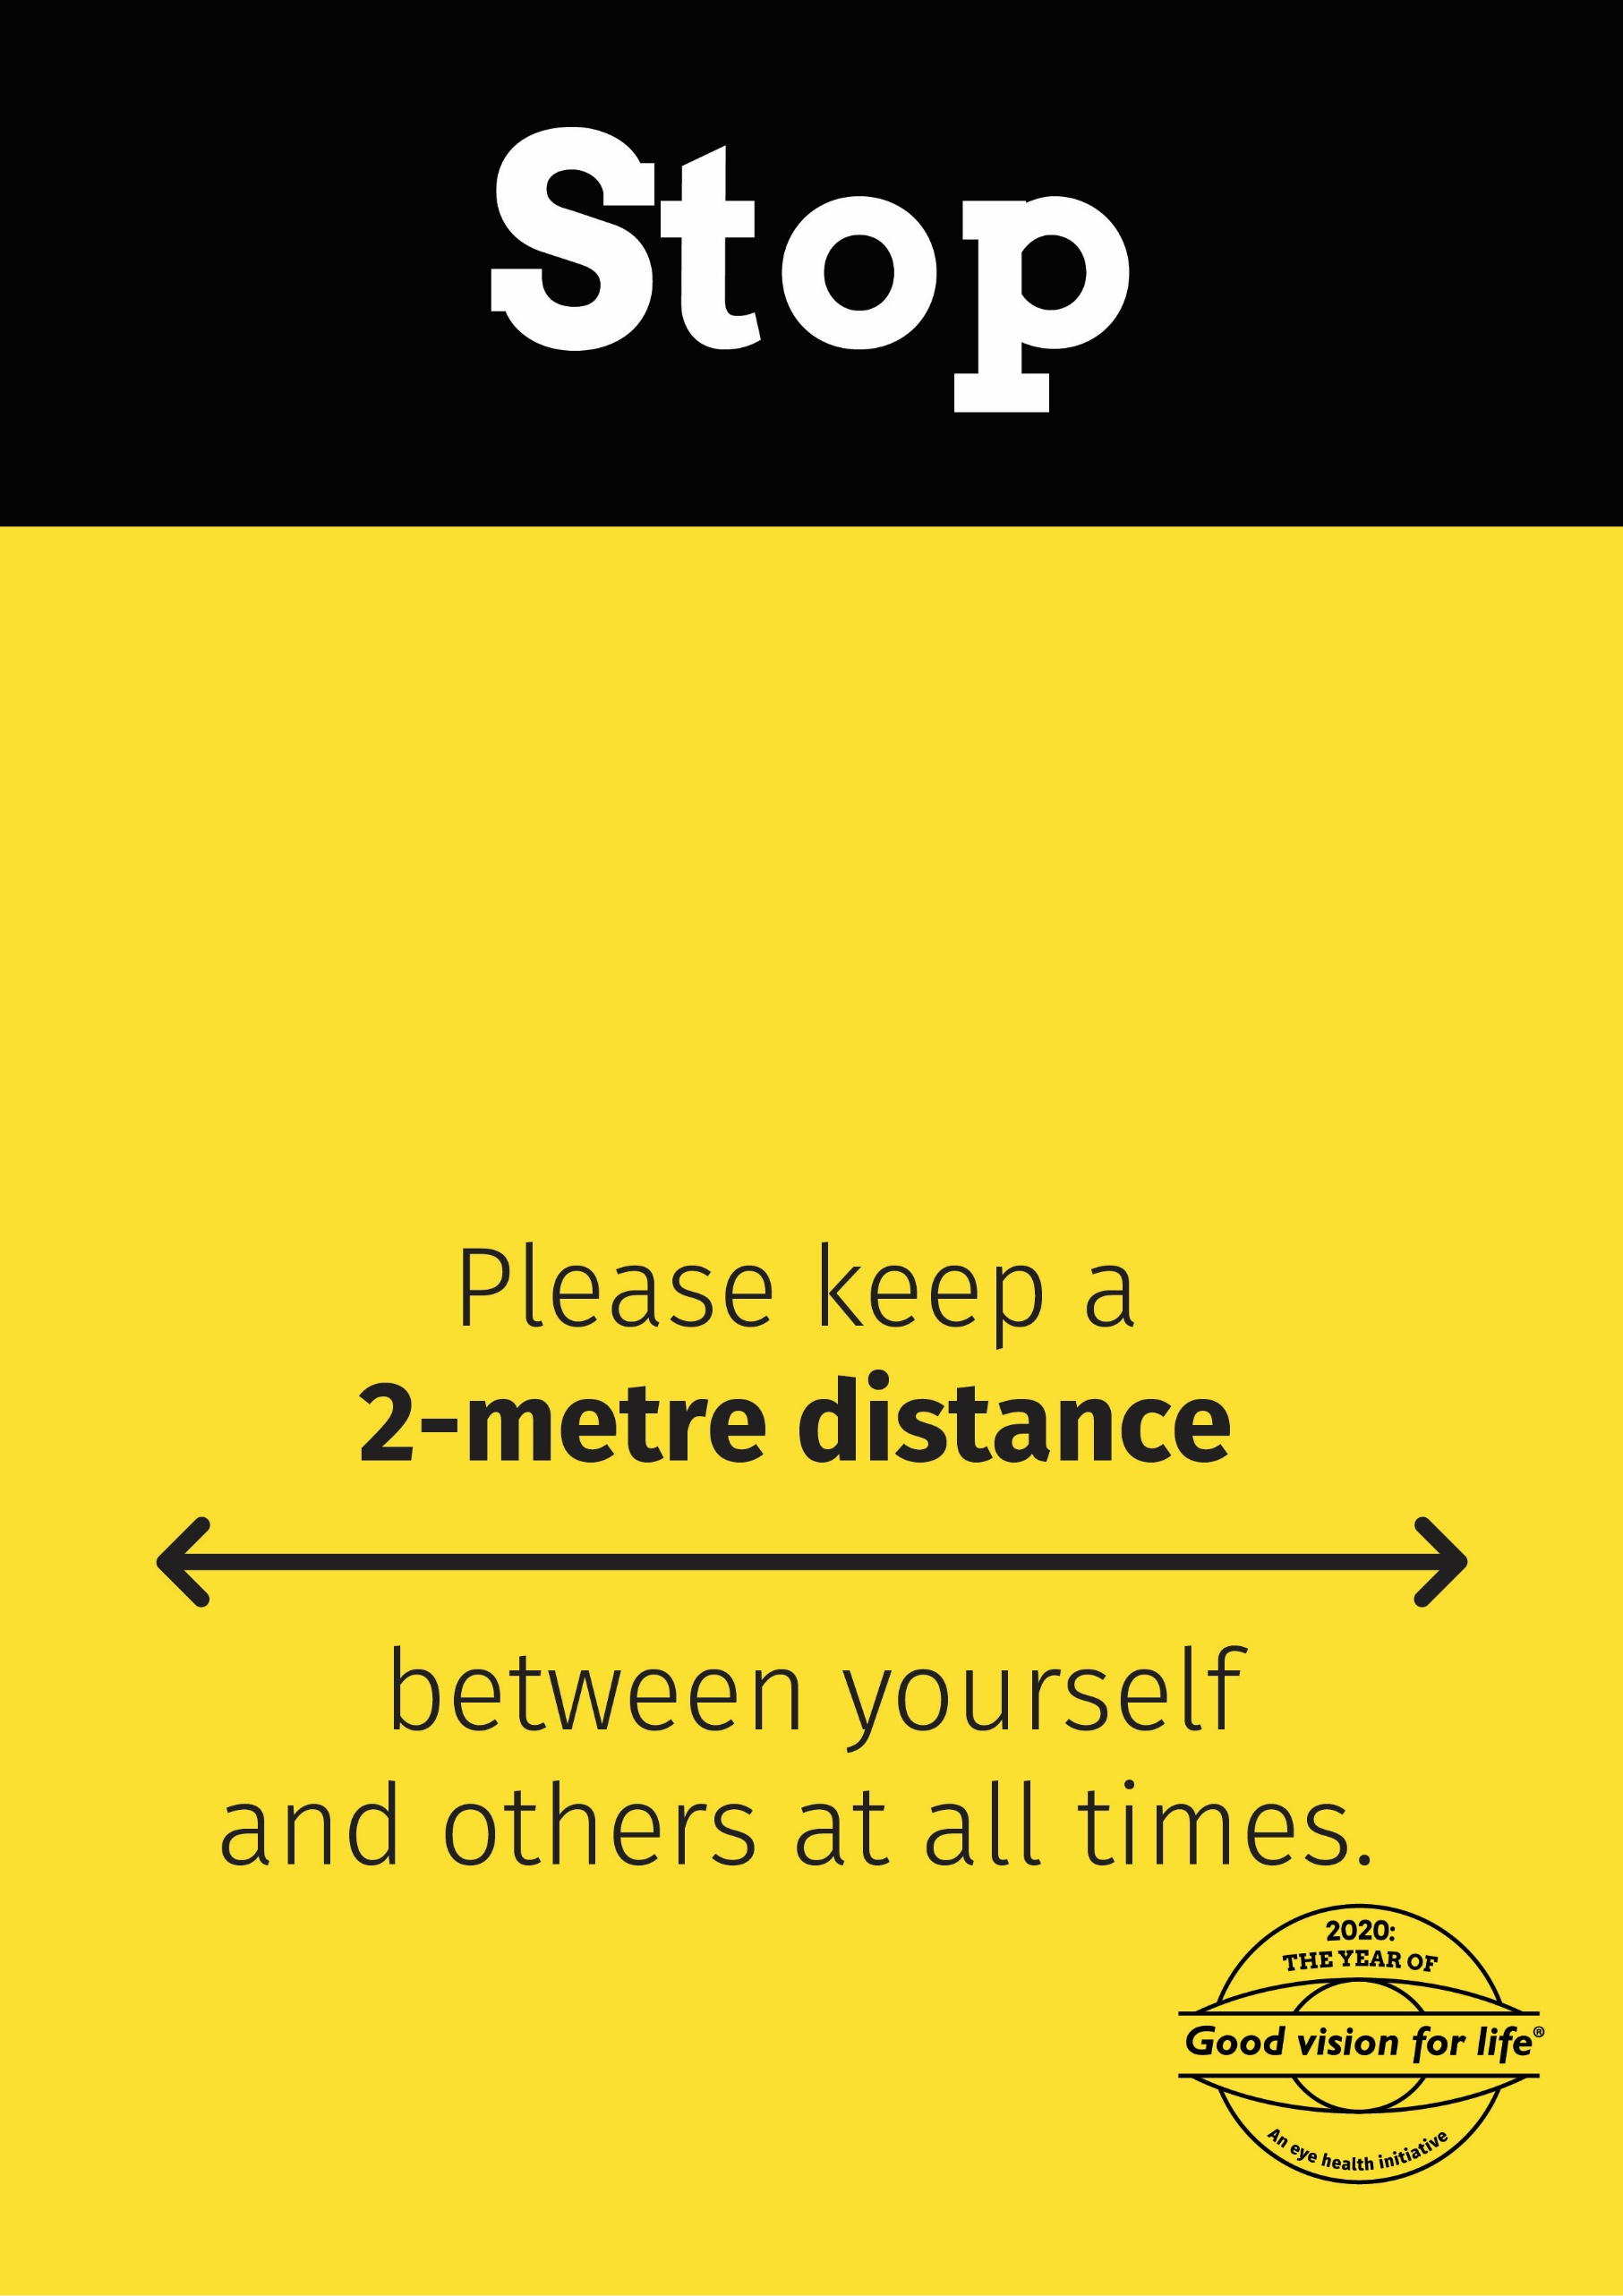 Stop
Please keep a
2-metre distance
between yourself
and others at all times.
2020:
THE YEAR OF
Good vision for life®
An eye health initiative